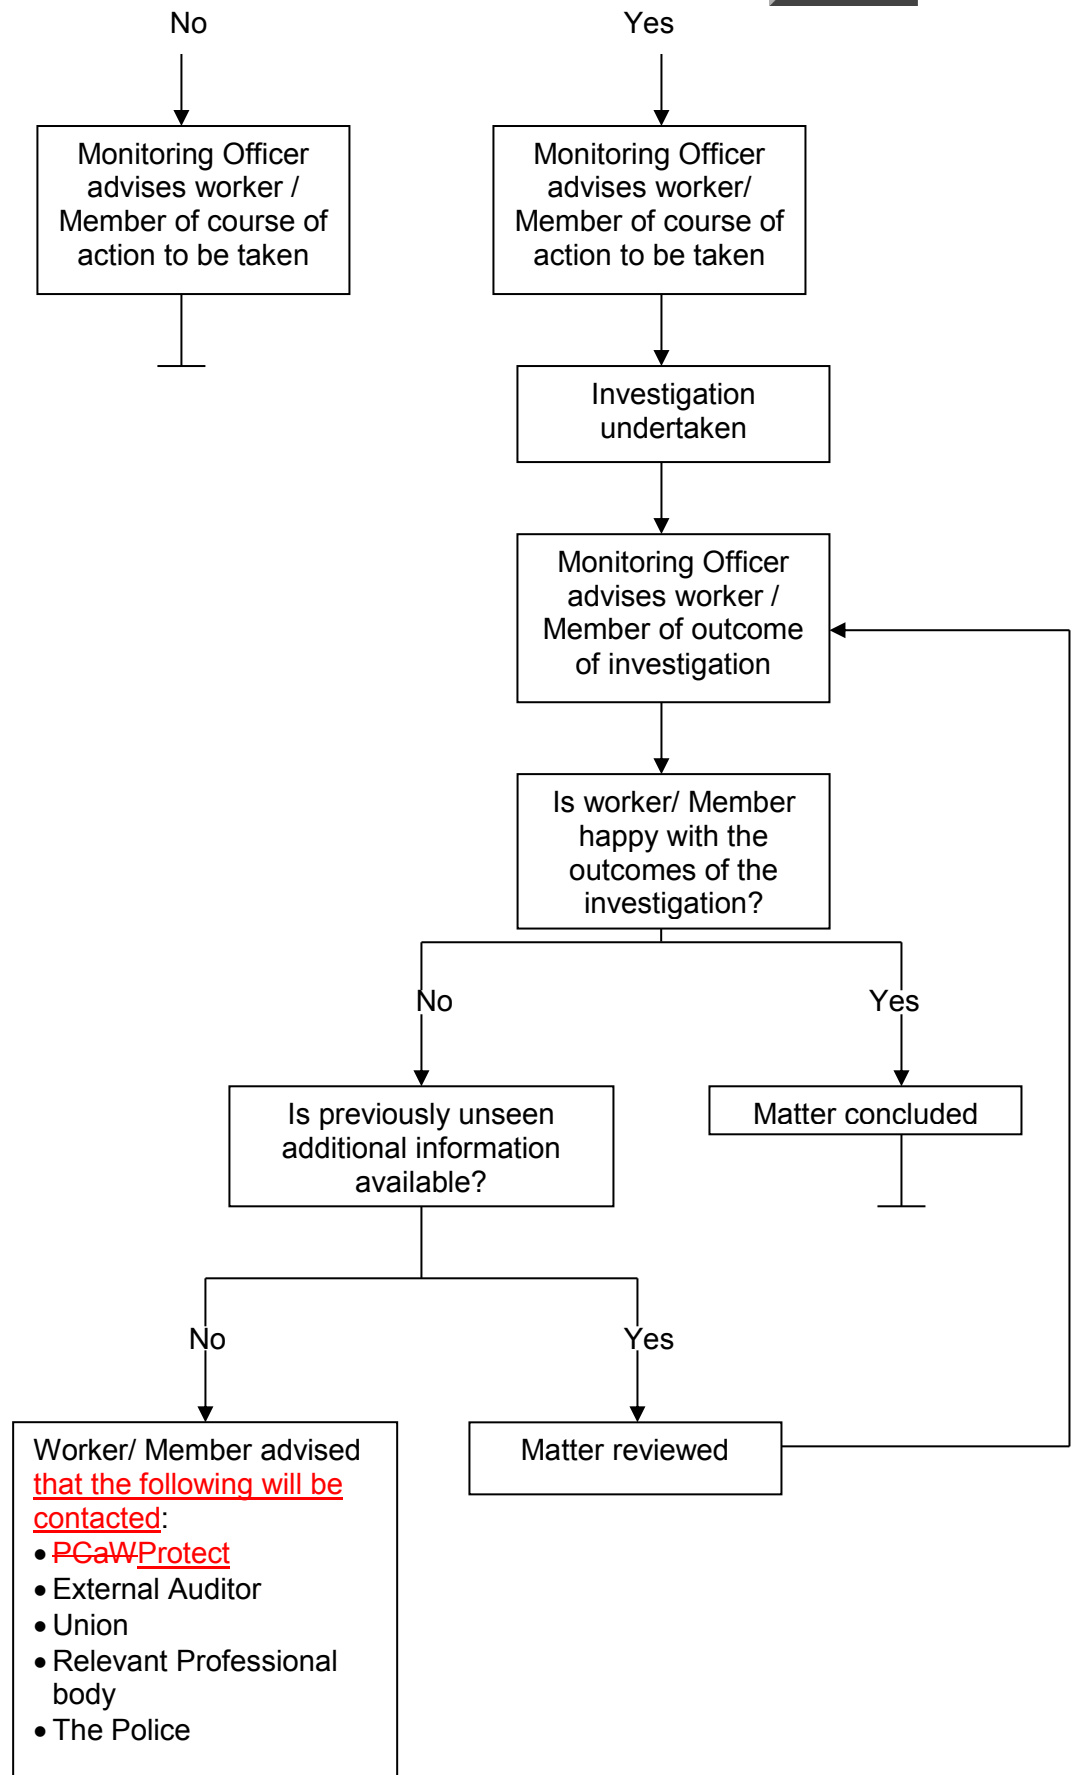 No
Yes
Monitoring Officer
advises worker /
Member of course of
action to be taken
Monitoring Officer
advises worker/
Member of course of
action to be taken
Investigation
undertaken
Monitoring Officer
advises worker /
Member of outcome
of investigation
Is worker/ Member
happy with the
outcomes of the
investigation?
No
Yes
Is previously unseen
additional information
available?
Matter concluded
No
Yes
Worker/ Member advised
that the following will be
contacted:
• PCaWProtect
• External Auditor
• Union
• Relevant Professional
body
• The Police
Matter reviewed